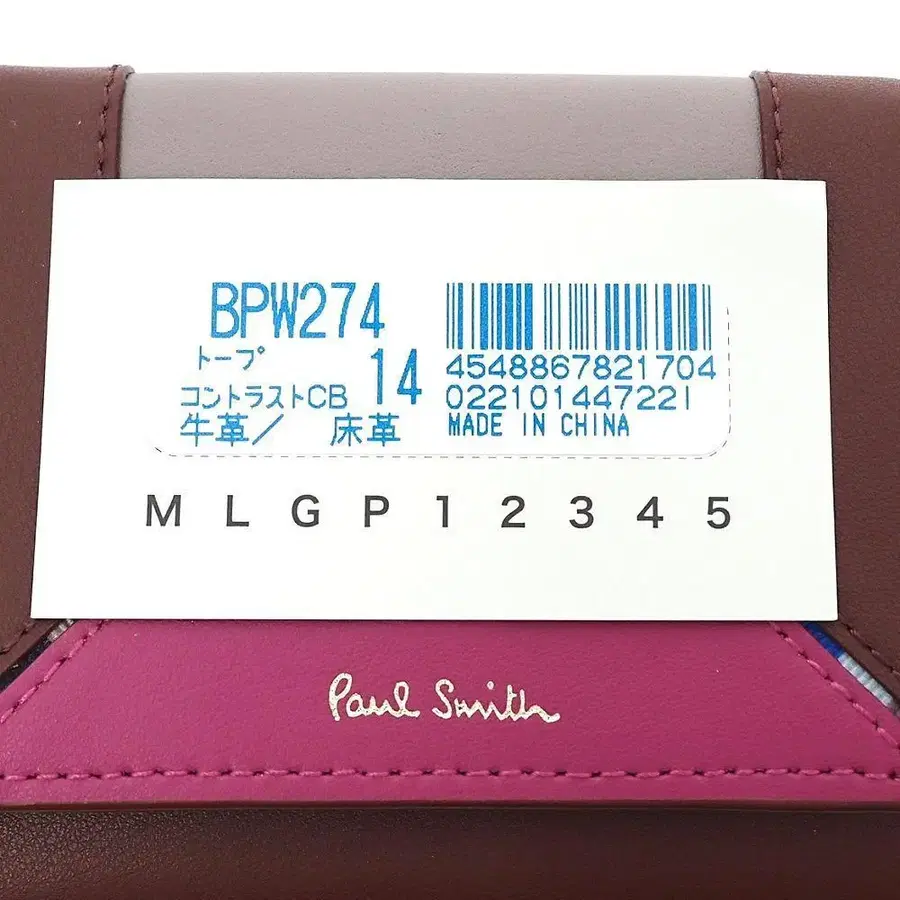 BPW274
トープ
コントラストCB 14
牛革／ 床革
4548867821704
022101447221
MADE IN CHINA
M L G P 1 2 3 4 5
Paul Smith